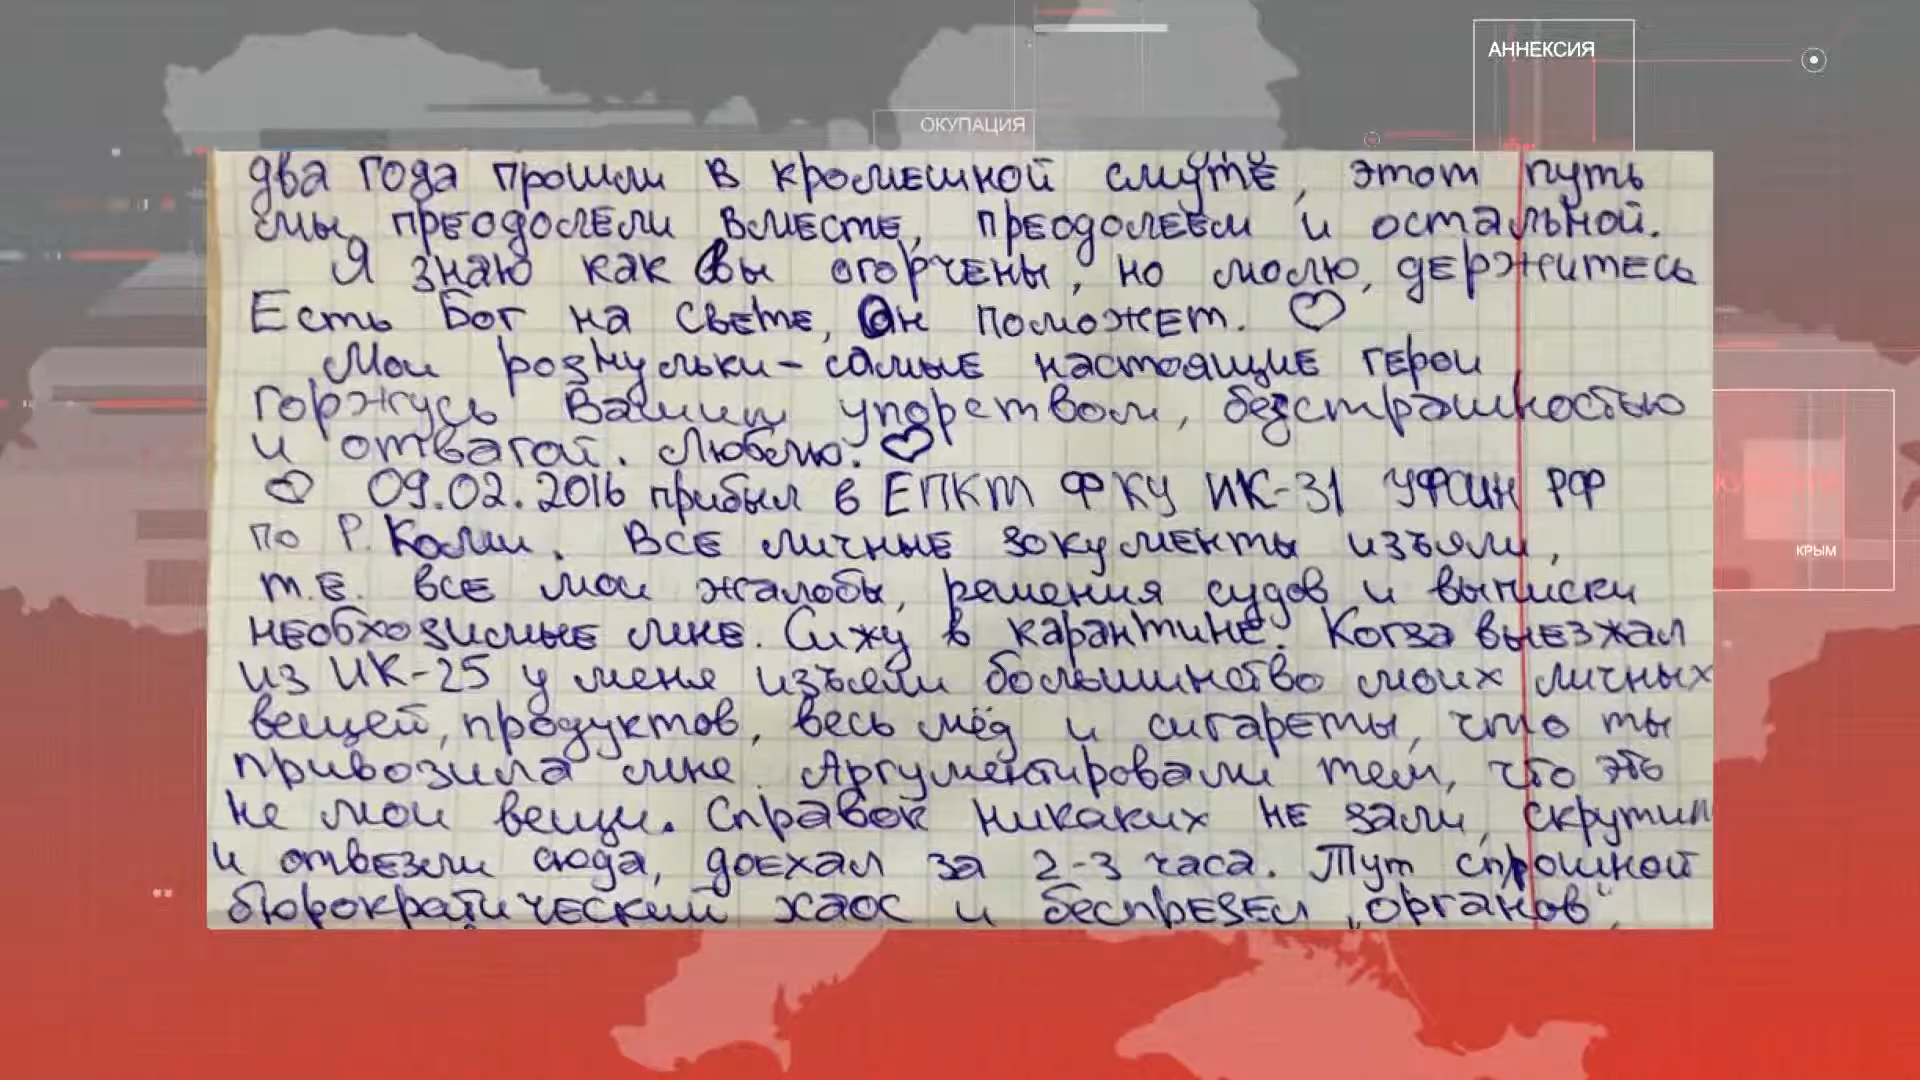 АННЕКСИЯ
ОКУПАЦИЯ
два года прошли в кромешной смуте, этот путь
мы преодолели вместе, преодолеем и остальной.
Я знаю как Вы огорчены, но молю, держитесь
Есть Бог на свете, Он поможет. ♡
Мои роднульки - самые настоящие герои
горжусь Вашим упорством, безстрашностью
и отвагой. Люблю. ♡
♡ 09.02.2016 прибыл в ЕПКТ ФКУ ИК-31 УФСИН РФ
по Р. Коми. Все личные документы изъяли,
т.е. все мои жалобы, решения судов и выписки
необходимые мне. Сижу в карантине. Когда выезжал
из ИК-25 у меня изъяли большинство моих личных
вещей, продуктов, весь мёд и сигареты, что ты
привозила мне. Аргументировали тем, что это
не мои вещи. Справок никаких не дали, скрутили
и отвезли сюда, доехал за 2-3 часа. Тут сплошной
бюрократический хаос и беспредел „органов",
КРЫМ